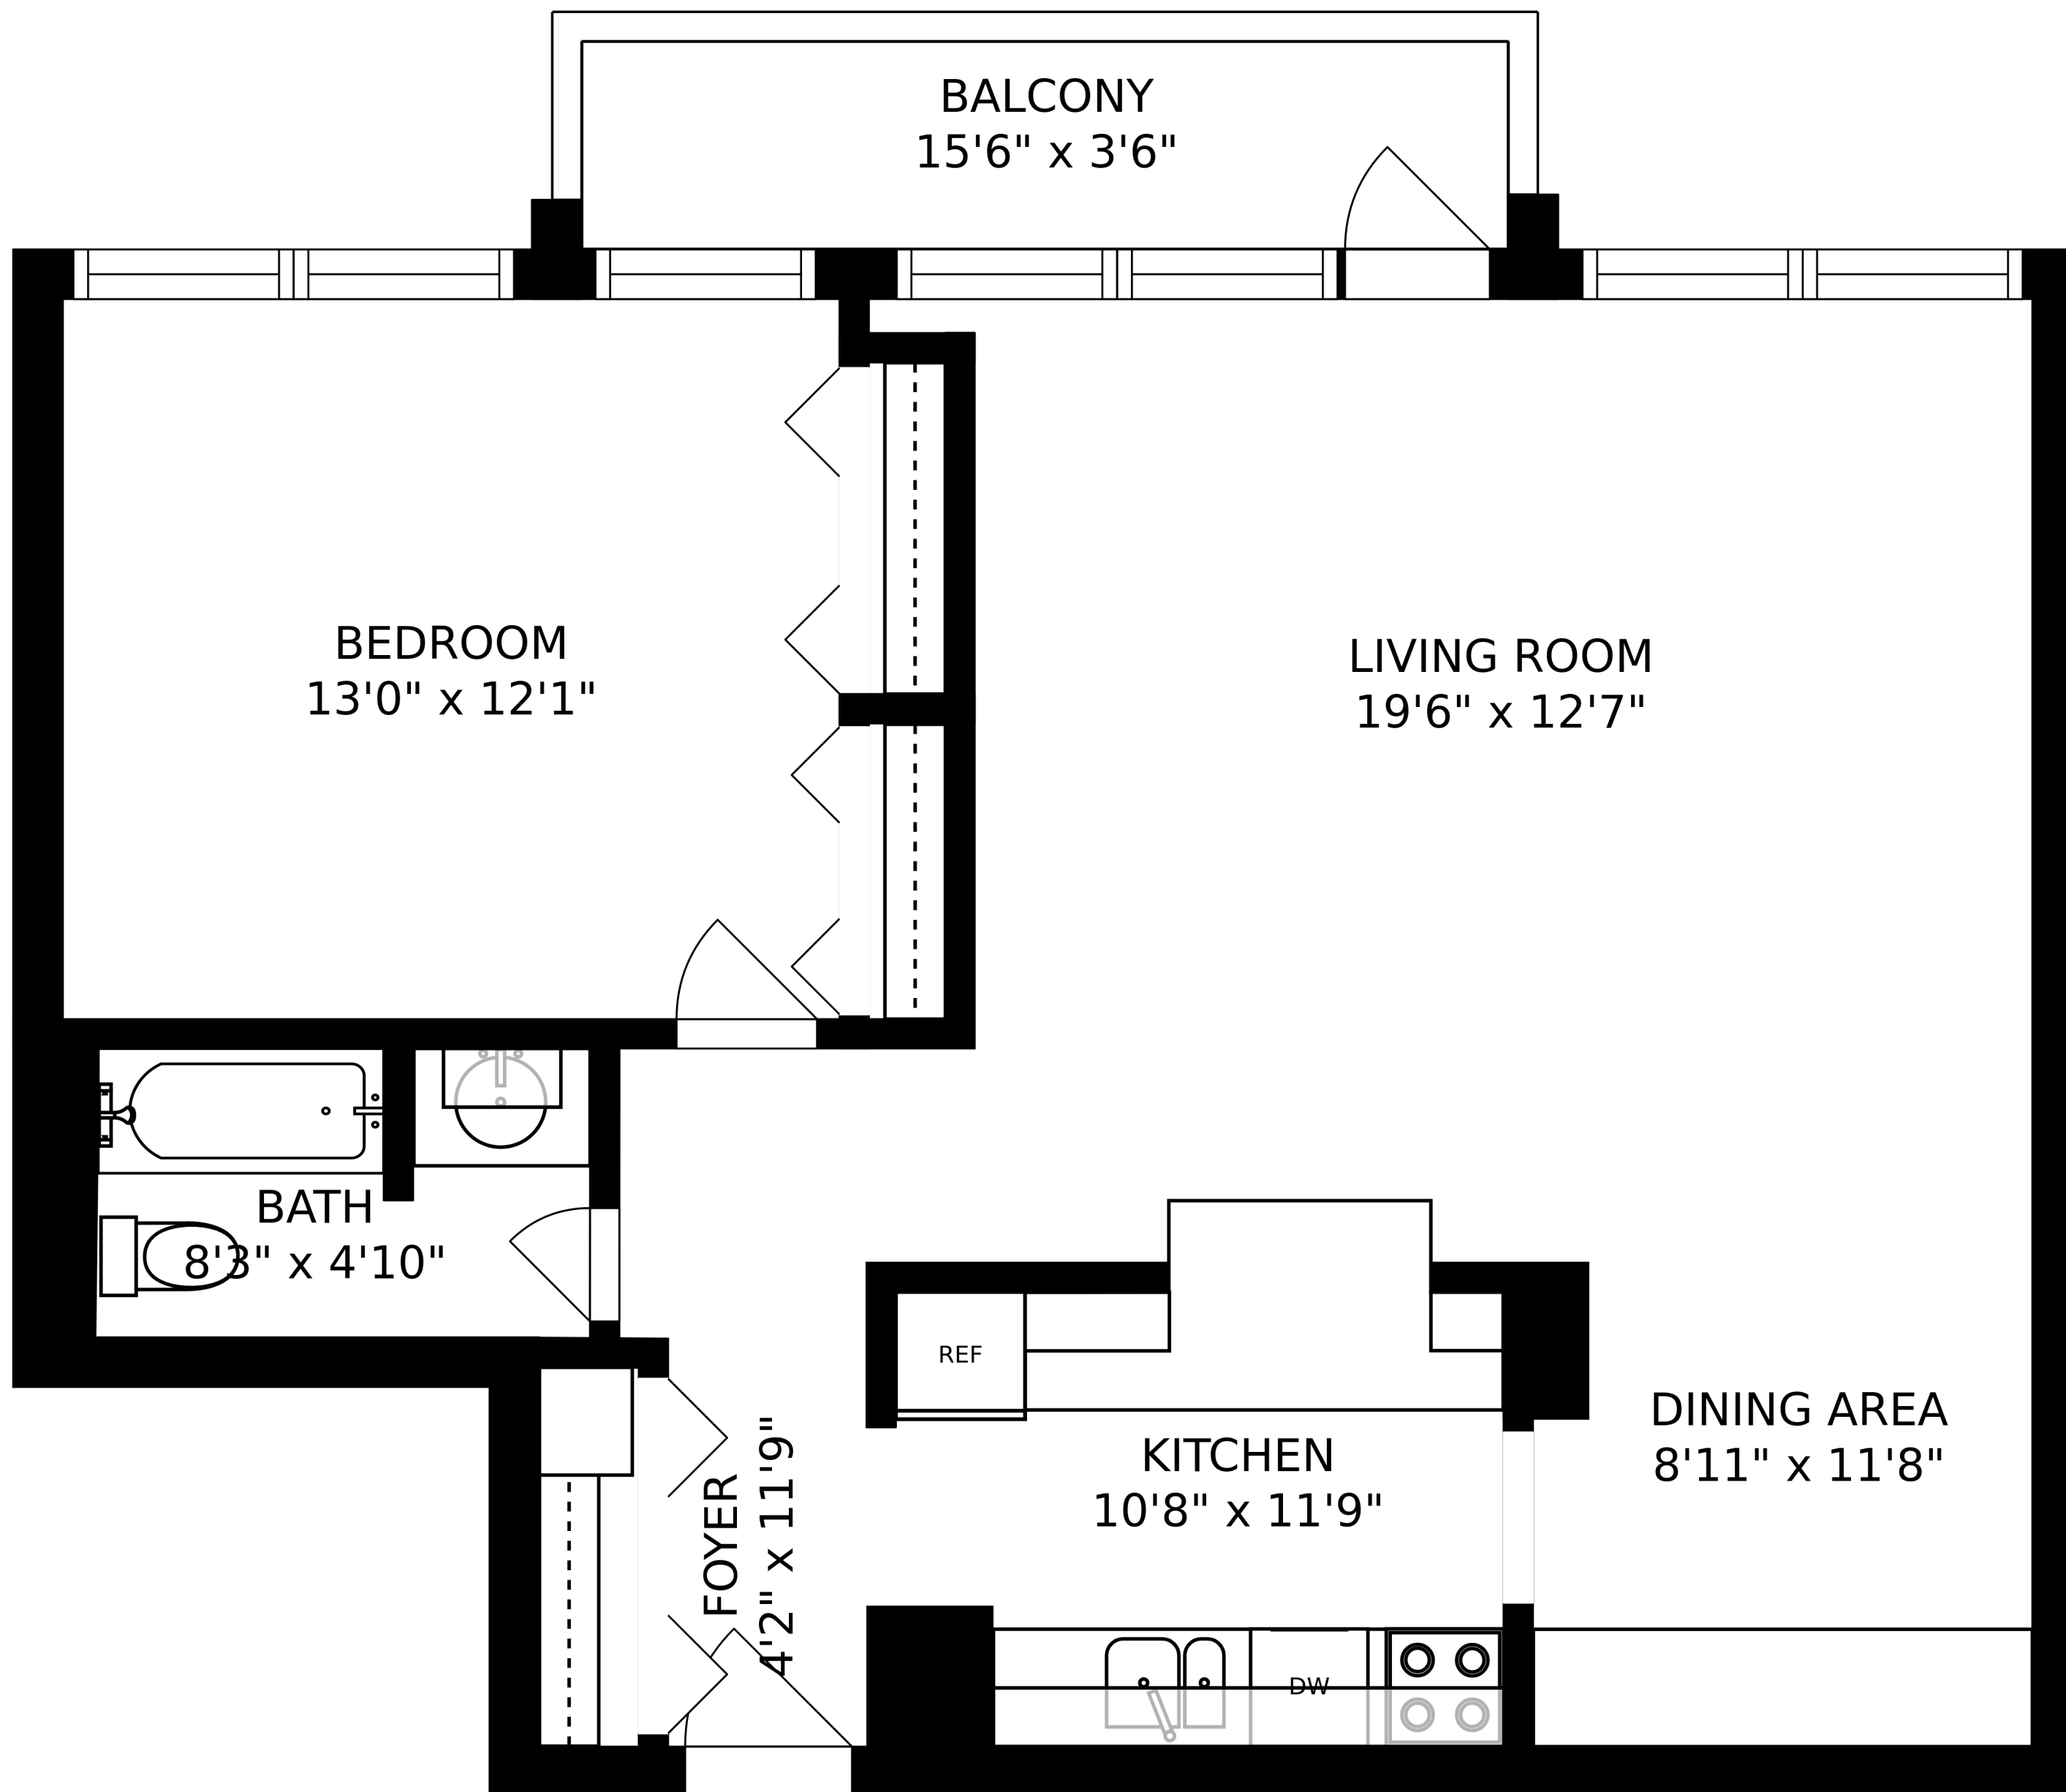 BALCONY
15'6" x 3'6"
BEDROOM
13'0" x 12'1"
LIVING ROOM
19'6" x 12'7"
BATH
8'3" x 4'10"
REF
DINING AREA
8'11" x 11'8"
KITCHEN
10'8" x 11'9"
FOYER
4'2" x 11'9"
DW